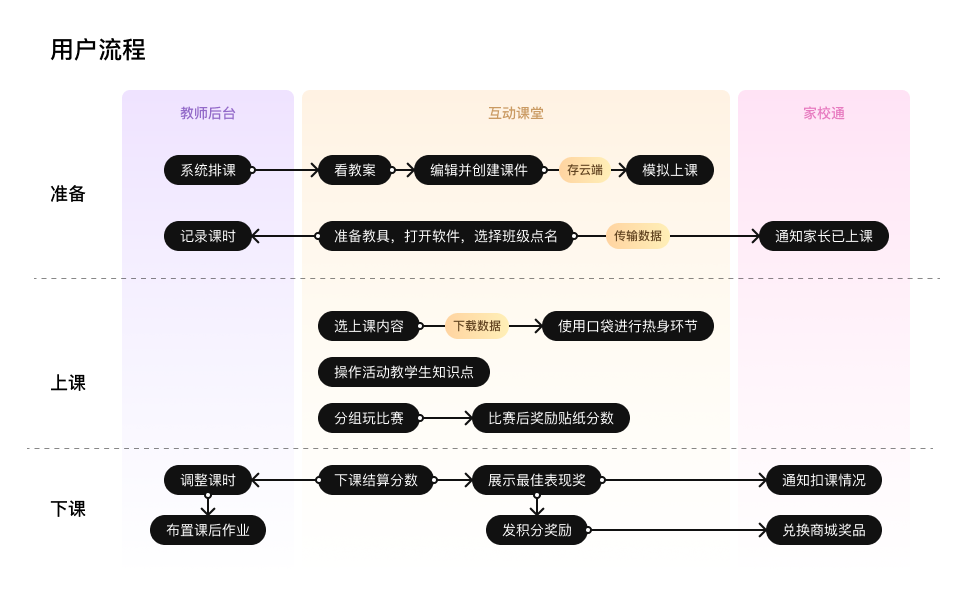 用户流程
教师后台
互动课堂
家校通
准备
系统排课
看教案
编辑并创建课件
存云端
模拟上课
记录课时
准备教具，打开软件，选择班级点名
传输数据
通知家长已上课
上课
选上课内容
下载数据
使用口袋进行热身环节
操作活动教学生知识点
分组玩比赛
比赛后奖励贴纸分数
下课
调整课时
下课结算分数
展示最佳表现奖
通知扣课情况
布置课后作业
发积分奖励
兑换商城奖品